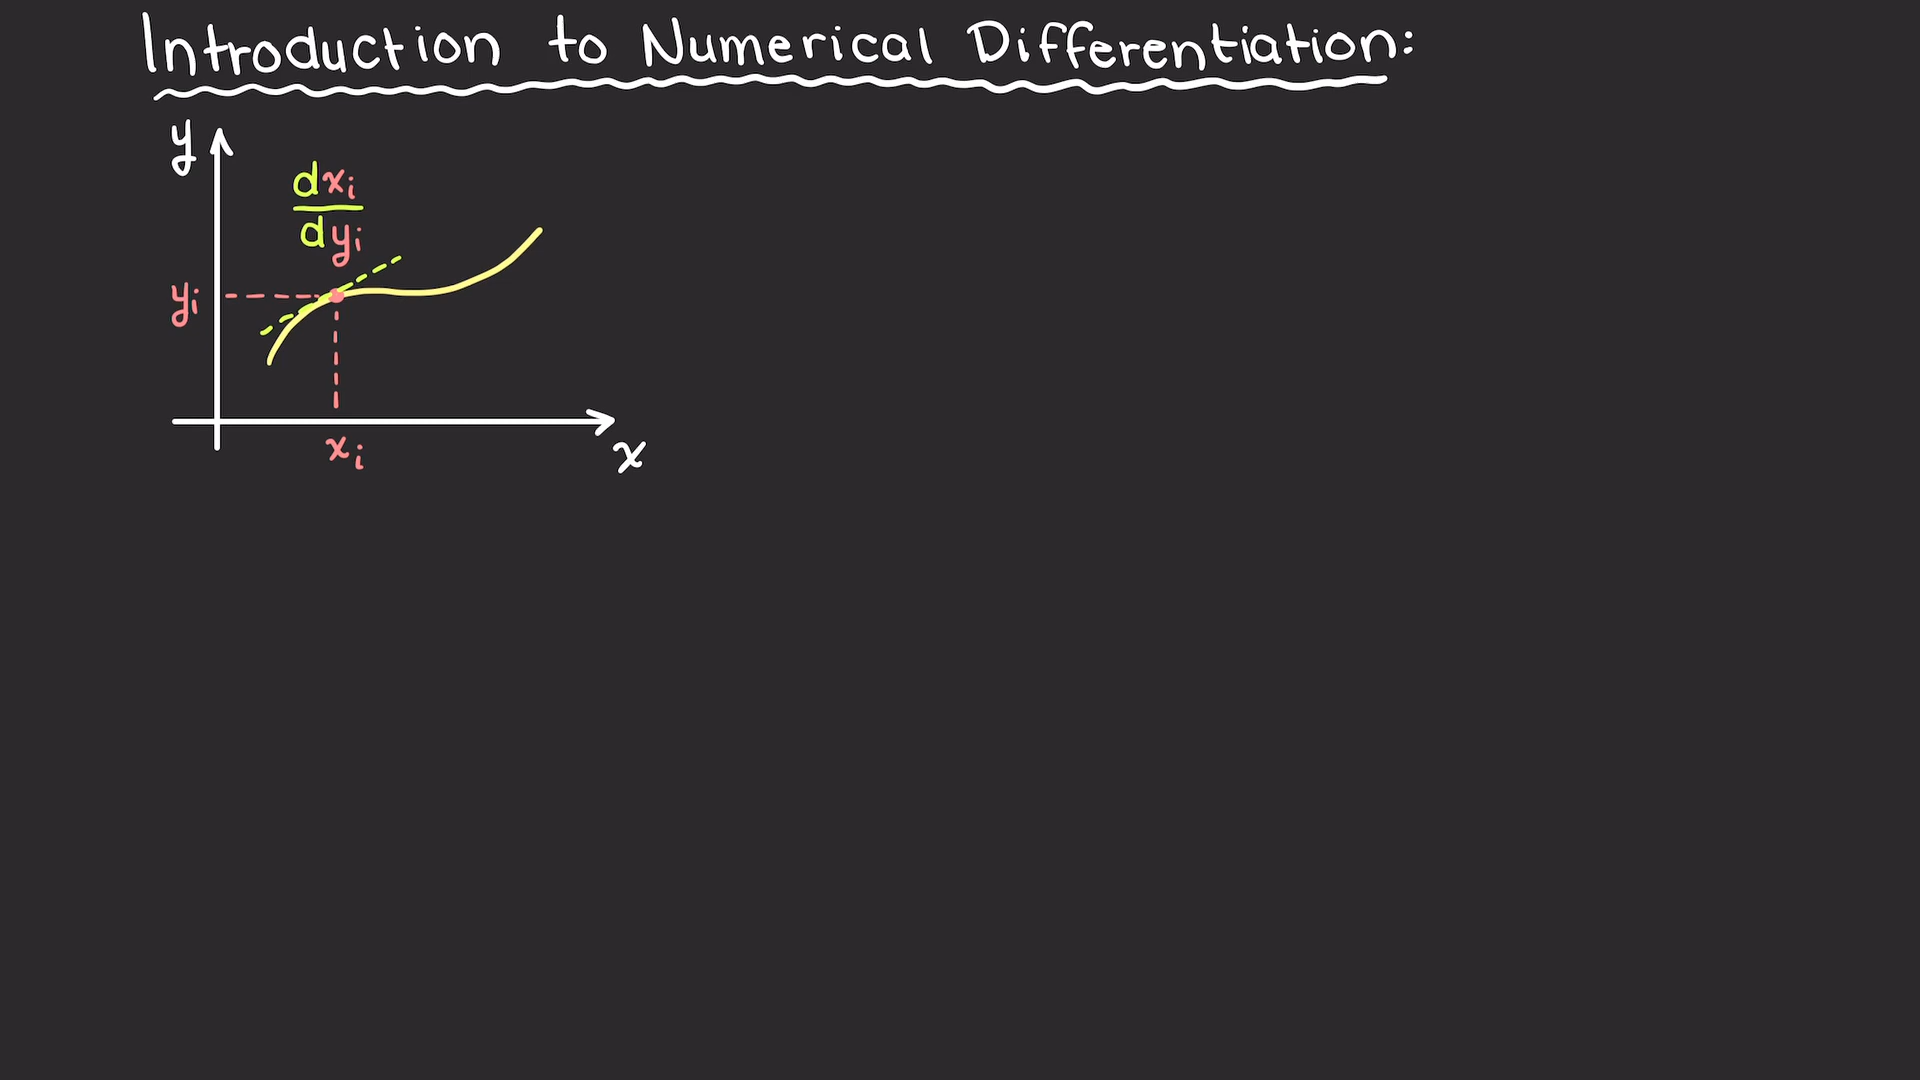 Introduction to Numerical Differentiation:
y
dxi
dyi
yi
xi
x